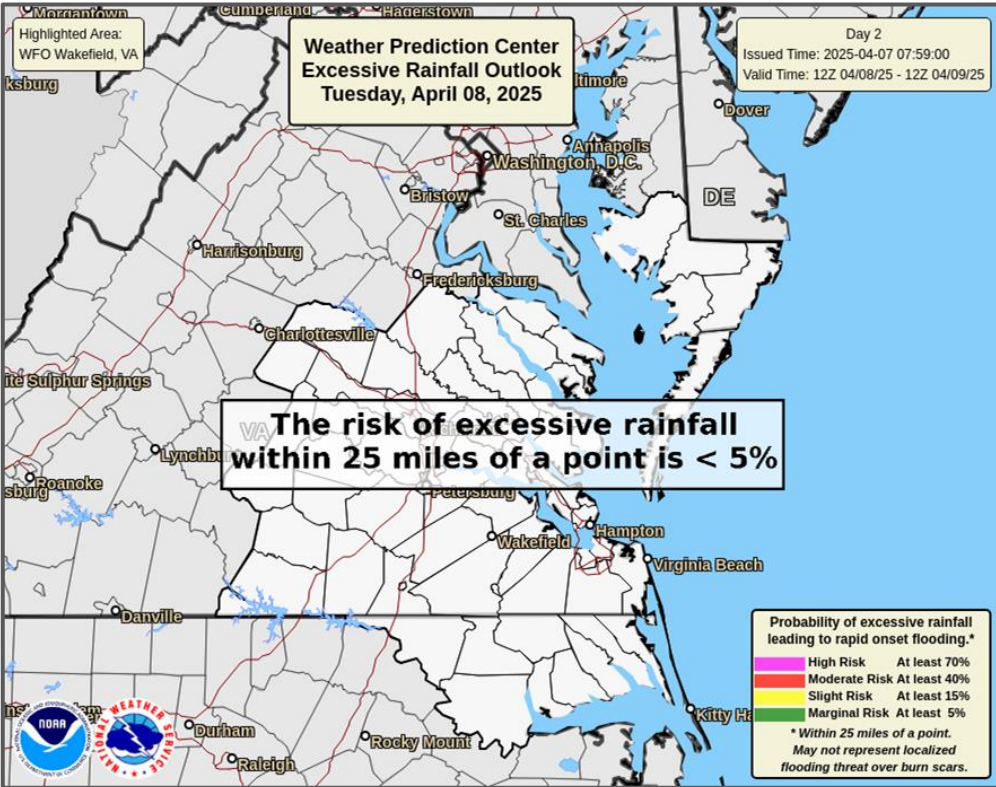 Morgantown
Cumberland
Hagerstown
Highlighted Area:
WFO Wakefield, VA
Weather Prediction Center
Excessive Rainfall Outlook
Tuesday, April 08, 2025
Day 2
Issued Time: 2025-04-07 07:59:00
Valid Time: 12Z 04/08/25 - 12Z 04/09/25
ksburg
ltimore
Dover
Annapolis
Washington, D.C.
Bristow
DE
St. Charles
Harrisonburg
Fredericksburg
Charlottesville
ite Sulphur Springs
VA
The risk of excessive rainfall
within 25 miles of a point is < 5%
Lynchbu
Roanoke
sburg
Petersburg
Hampton
Wakefield
Virginia Beach
Danville
Probability of excessive rainfall
leading to rapid onset flooding.*
High Risk At least 70%
Moderate Risk At least 40%
Slight Risk At least 15%
Marginal Risk At least 5%
* Within 25 miles of a point.
May not represent localized
flooding threat over burn scars.
Kitty Ha
NOAA
NATIONAL WEATHER SERVICE
Durham
Rocky Mount
Raleigh